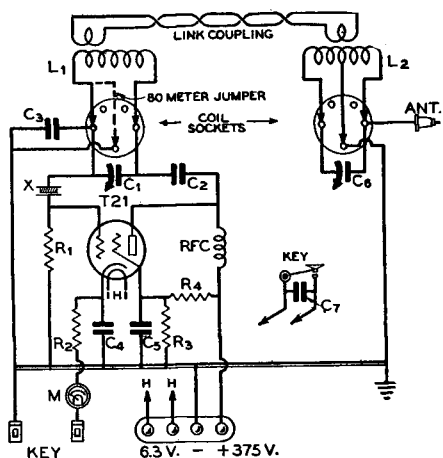 LINK COUPLING
L1
L2
80 METER JUMPER
C3
COIL SOCKETS
ANT.
X
C1
C2
C6
T21
R1
RFC
KEY
H
R4
C7
R2
C4
C5
R3
M
H
H
KEY
6.3 V. - + 375 V.